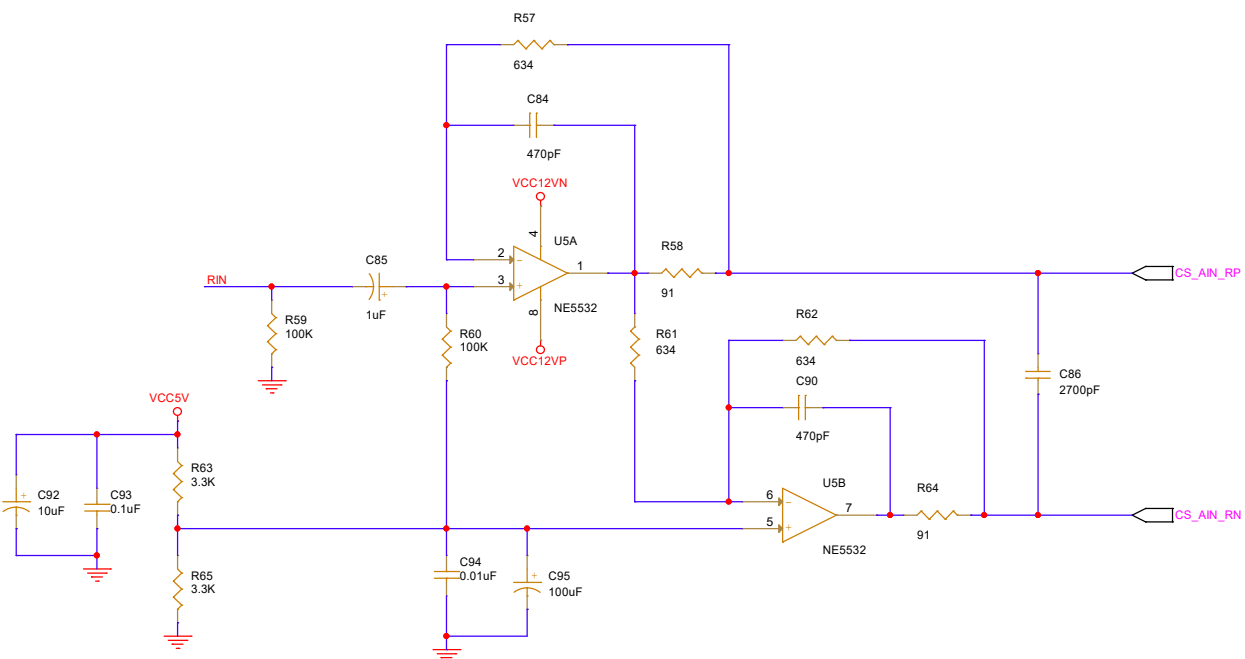 R57
634
C84
470pF
VCC12VN
4
U5A
2
-
1
R58
C85
RIN
3
+
CS_AIN_RP
+
1uF
8
NE5532
91
R59
100K
R60
100K
R61
634
R62
634
VCC12VP
C86
2700pF
C90
470pF
VCC5V
R63
3.3K
U5B
+
C92
10uF
C93
0.1uF
6
-
7
R64
CS_AIN_RN
5
+
91
NE5532
C94
0.01uF
+
C95
100uF
R65
3.3K